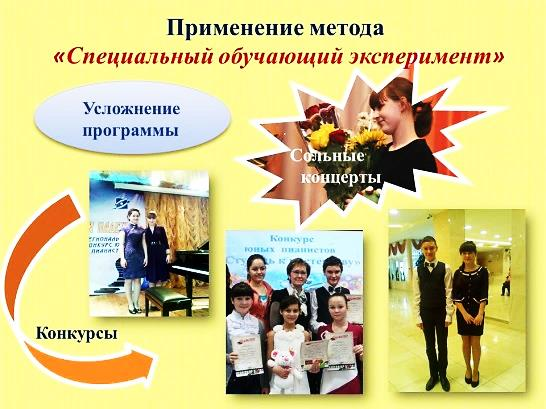 Применение метода
«Специальный обучающий эксперимент»
Усложнение
программы
Сольные
концерты
Конкурсы
Конкурс
юных пианистов